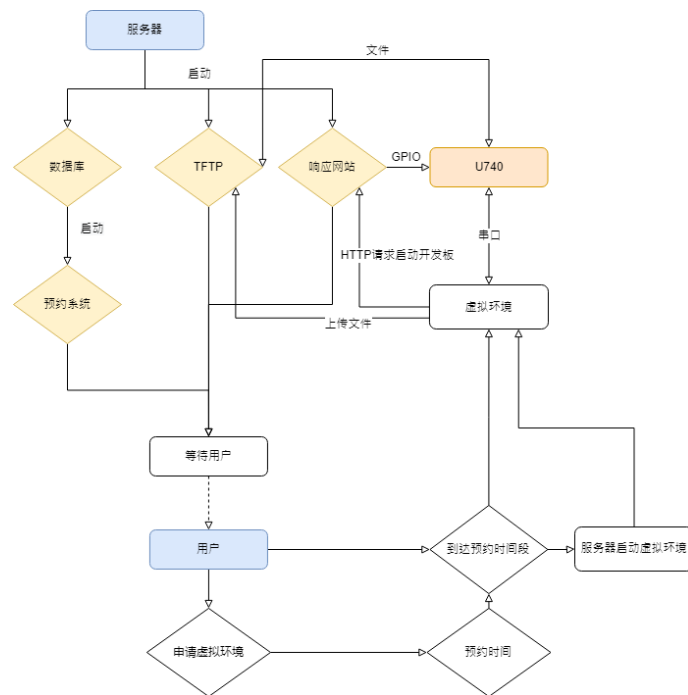 服务器
文件
启动
数据库
TFTP
响应网站
GPIO
U740
启动
串口
HTTP请求启动开发板
预约系统
虚拟环境
上传文件
等待用户
用户
到达预约时间段
服务器启动虚拟环境
申请虚拟环境
预约时间